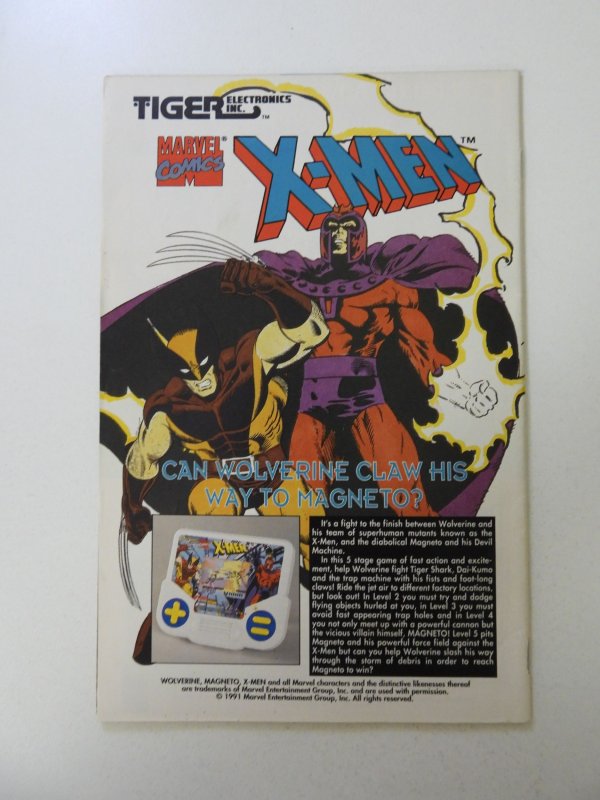 TIGER ELECTRONICS
INC. ™
MARVEL®
COMICS
M
X-MEN™
CAN WOLVERINE CLAW HIS
WAY TO MAGNETO?
X-MEN
It's a fight to the finish between Wolverine and
his team of superhuman mutants known as the
X-Men, and the diabolical Magneto and his Devil
Machine.
In this 5 stage game of fast action and excite-
ment, help Wolverine fight Tiger Shark, Dai-Kumo
and the trap machine with his fists and foot-long
claws! Ride the jet air to different factory locations,
but look out! In Level 2 you must try and dodge
flying objects hurled at you, in Level 3 you must
avoid fast appearing trap holes and in Level 4
you not only meet up with a powerful cannon but
the vicious villain himself, MAGNETO! Level 5 pits
Magneto and his powerful force field against the
X-Men but can you help Wolverine slash his way
through the storm of debris in order to reach
Magneto to win?
WOLVERINE, MAGNETO, X-MEN and all Marvel characters and the distinctive likenesses thereof
are trademarks of Marvel Entertainment Group, Inc. and are used with permission.
© 1991 Marvel Entertainment Group, Inc. All rights reserved.